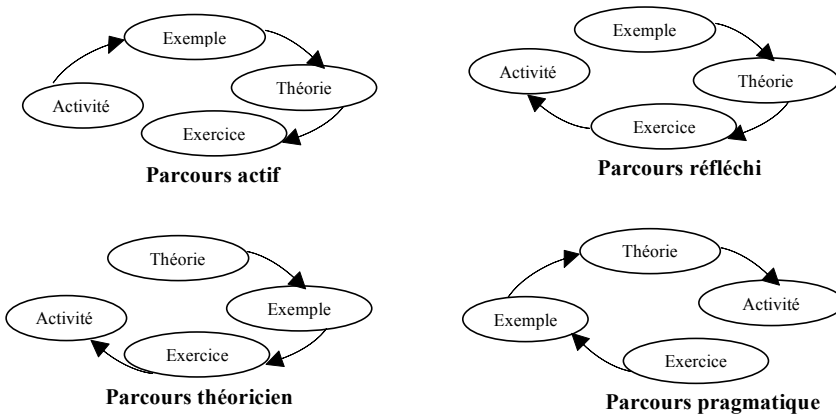 Exemple
Théorie
Activité
Exercice
Parcours actif
Exemple
Activité
Théorie
Exercice
Parcours réfléchi
Théorie
Exemple
Activité
Exercice
Parcours théoricien
Théorie
Activité
Exemple
Exercice
Parcours pragmatique